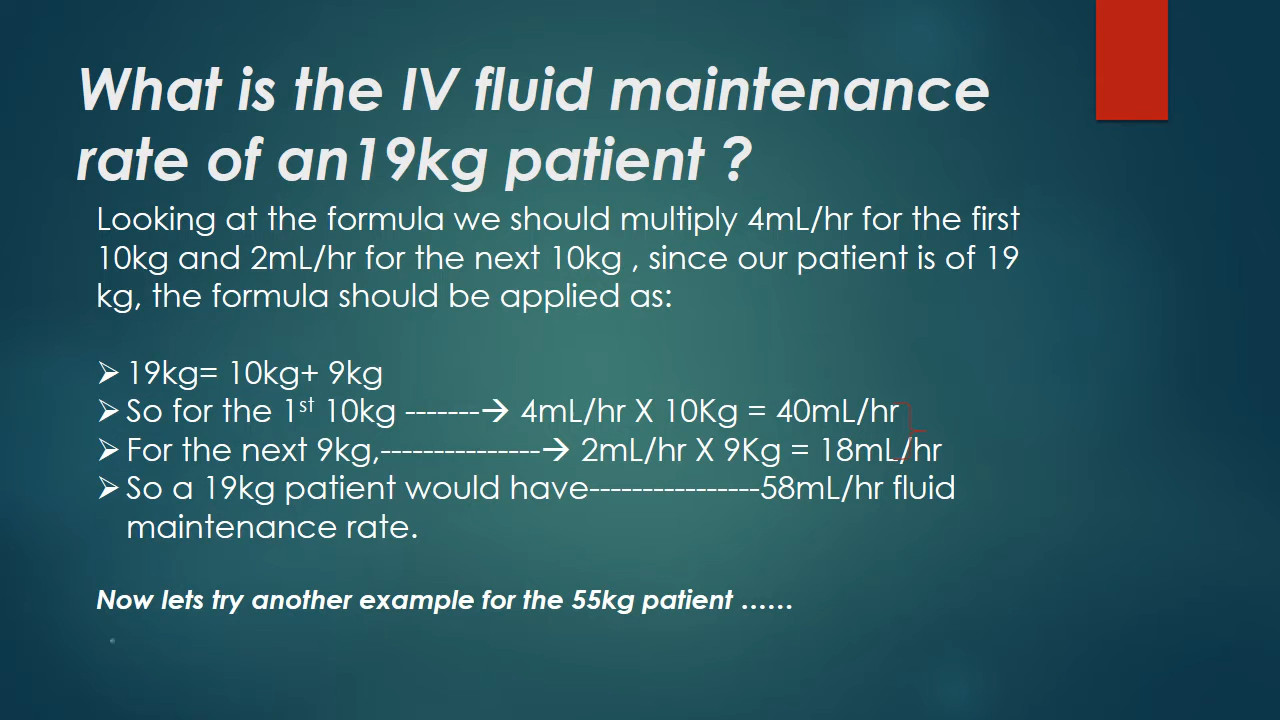 What is the IV fluid maintenance
rate of an19kg patient ?
Looking at the formula we should multiply 4mL/hr for the first
10kg and 2mL/hr for the next 10kg , since our patient is of 19
kg, the formula should be applied as:
⮚ 19kg= 10kg+ 9kg
⮚ So for the 1st 10kg -------→ 4mL/hr X 10Kg = 40mL/hr
⮚ For the next 9kg,---------------→ 2mL/hr X 9Kg = 18mL/hr
⮚ So a 19kg patient would have----------------58mL/hr fluid
maintenance rate.
Now lets try another example for the 55kg patient ……